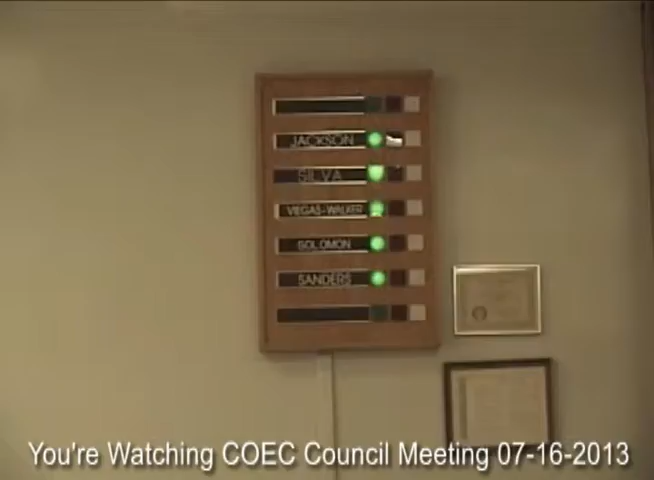 JACKSON
SILVA
VIEGAS-WALKER
SOLOMON
SANDERS
You're Watching COEC Council Meeting 07-16-2013